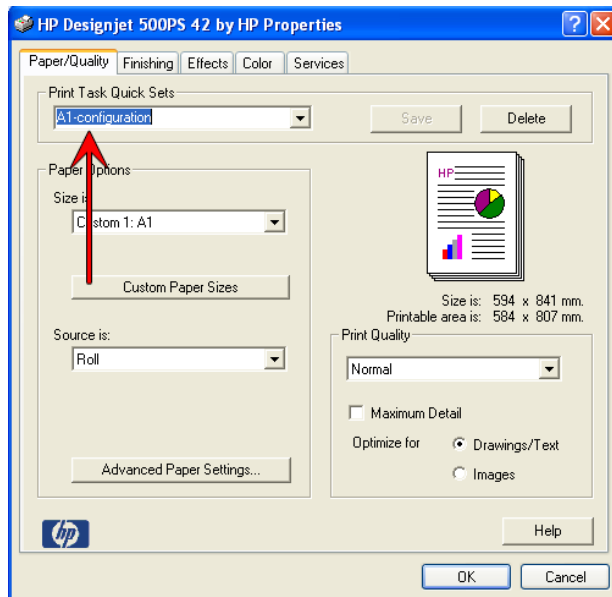 HP Designjet 500PS 42 by HP Properties
Paper/Quality Finishing Effects Color Services
Print Task Quick Sets
A1-configuration Save Delete
Paper Options
Size is:
Custom 1: A1
Custom Paper Sizes
HP
Size is: 594 x 841 mm.
Printable area is: 584 x 807 mm.
Source is:
Roll
Advanced Paper Settings...
Print Quality
Normal
Maximum Detail
Optimize for Drawings/Text
Images
hp
Help
OK Cancel